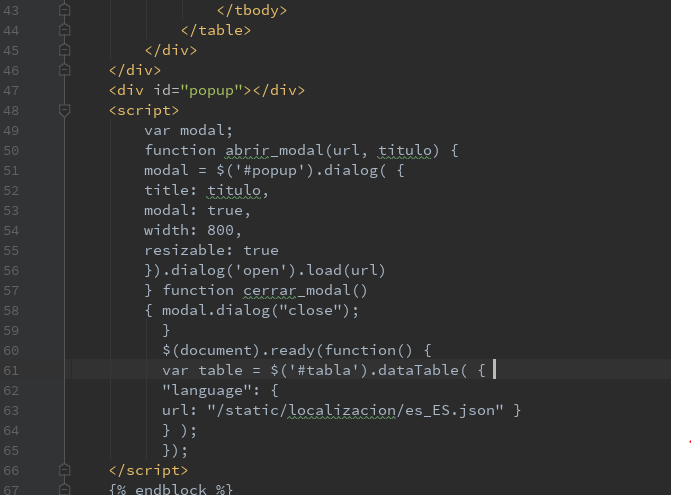 43 </tbody>
44 </table>
45 </div>
46 </div>
47 <div id="popup"></div>
48 <script>
49 var modal;
50 function abrir_modal(url, titulo) {
51 modal = $('#popup').dialog( {
52 title: titulo,
53 modal: true,
54 width: 800,
55 resizable: true
56 }).dialog('open').load(url)
57 } function cerrar_modal()
58 { modal.dialog("close");
59 }
60 $(document).ready(function() {
61 var table = $('#tabla').dataTable( {
62 "language": {
63 url: "/static/localizacion/es_ES.json" }
64 } );
65 });
66 </script>
67 {% endblock %}